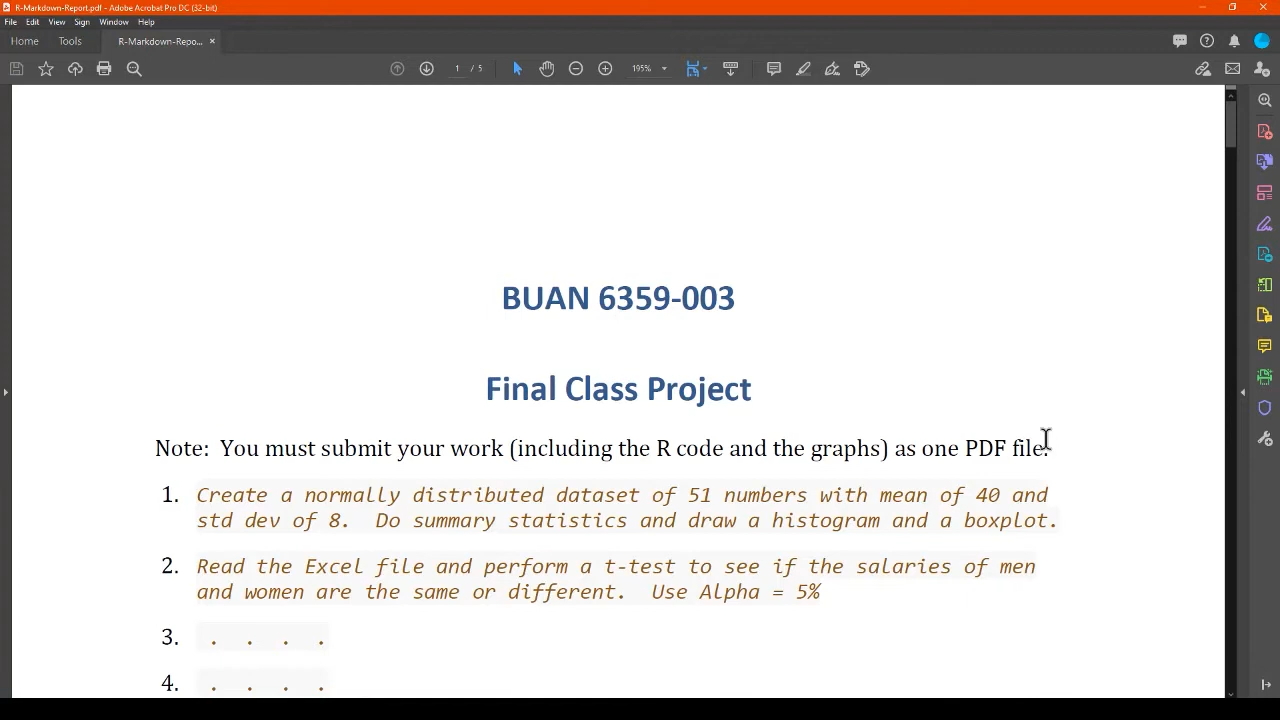 R-Markdown-Report.pdf - Adobe Acrobat Pro DC (32-bit)
File Edit View Sign Window Help
Home Tools R-Markdown-Repo... ×
1 / 5 195%
BUAN 6359-003
Final Class Project
Note: You must submit your work (including the R code and the graphs) as one PDF file.
1. Create a normally distributed dataset of 51 numbers with mean of 40 and
std dev of 8. Do summary statistics and draw a histogram and a boxplot.
2. Read the Excel file and perform a t-test to see if the salaries of men
and women are the same or different. Use Alpha = 5%
3. . . . .
4. . . . .